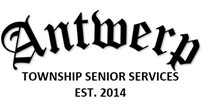 Antwerp
TOWNSHIP SENIOR SERVICES
EST. 2014